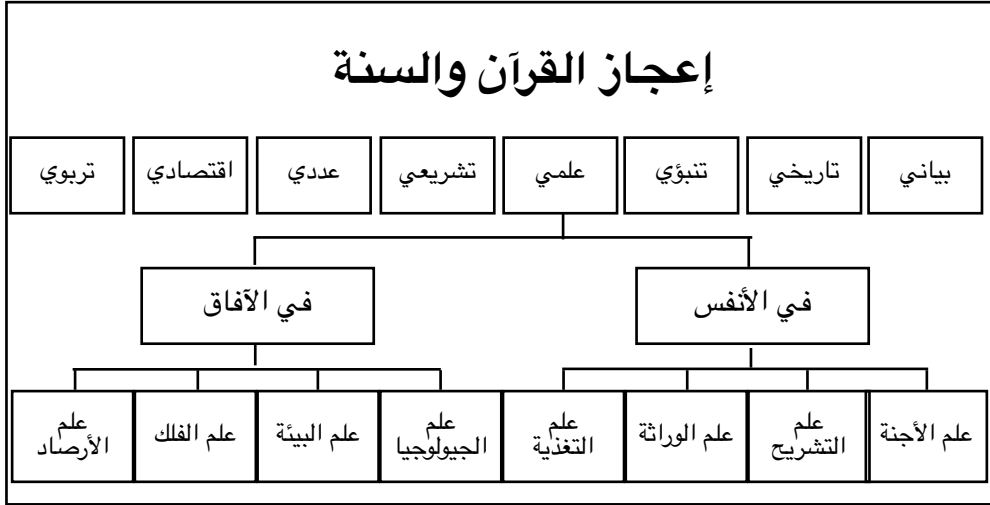 إعجاز القرآن والسنة
بياني
تاريخي
تنبؤي
علمي
تشريعي
عددي
اقتصادي
تربوي
في الأنفس
في الآفاق
علم الأجنة
علم
التشريح
علم الوراثة
علم
التغذية
علم
الجيولوجيا
علم البيئة
علم الفلك
علم
الأرصاد